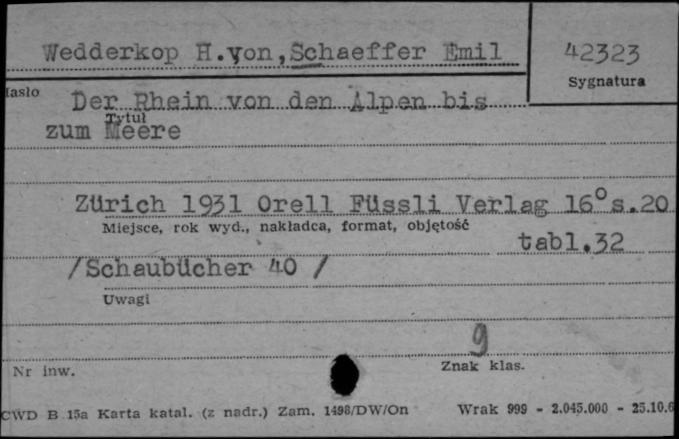 Wedderkop H.von,Schaeffer Emil
42323
Sygnatura
Hasło
Der Rhein von den Alpen bis
Tytuł
zum Meere
Zürich 1931 Orell Füssli Verlag 16° s.20
Miejsce, rok wyd., nakładca, format, objętość
tabl.32
/Schaubücher 40 /
Uwagi
9
Nr inw.
Znak klas.
CWD B 15a Karta katal. (z nadr.) Zam. 1498/DW/On Wrak 999 - 2.045.000 - 25.10.6